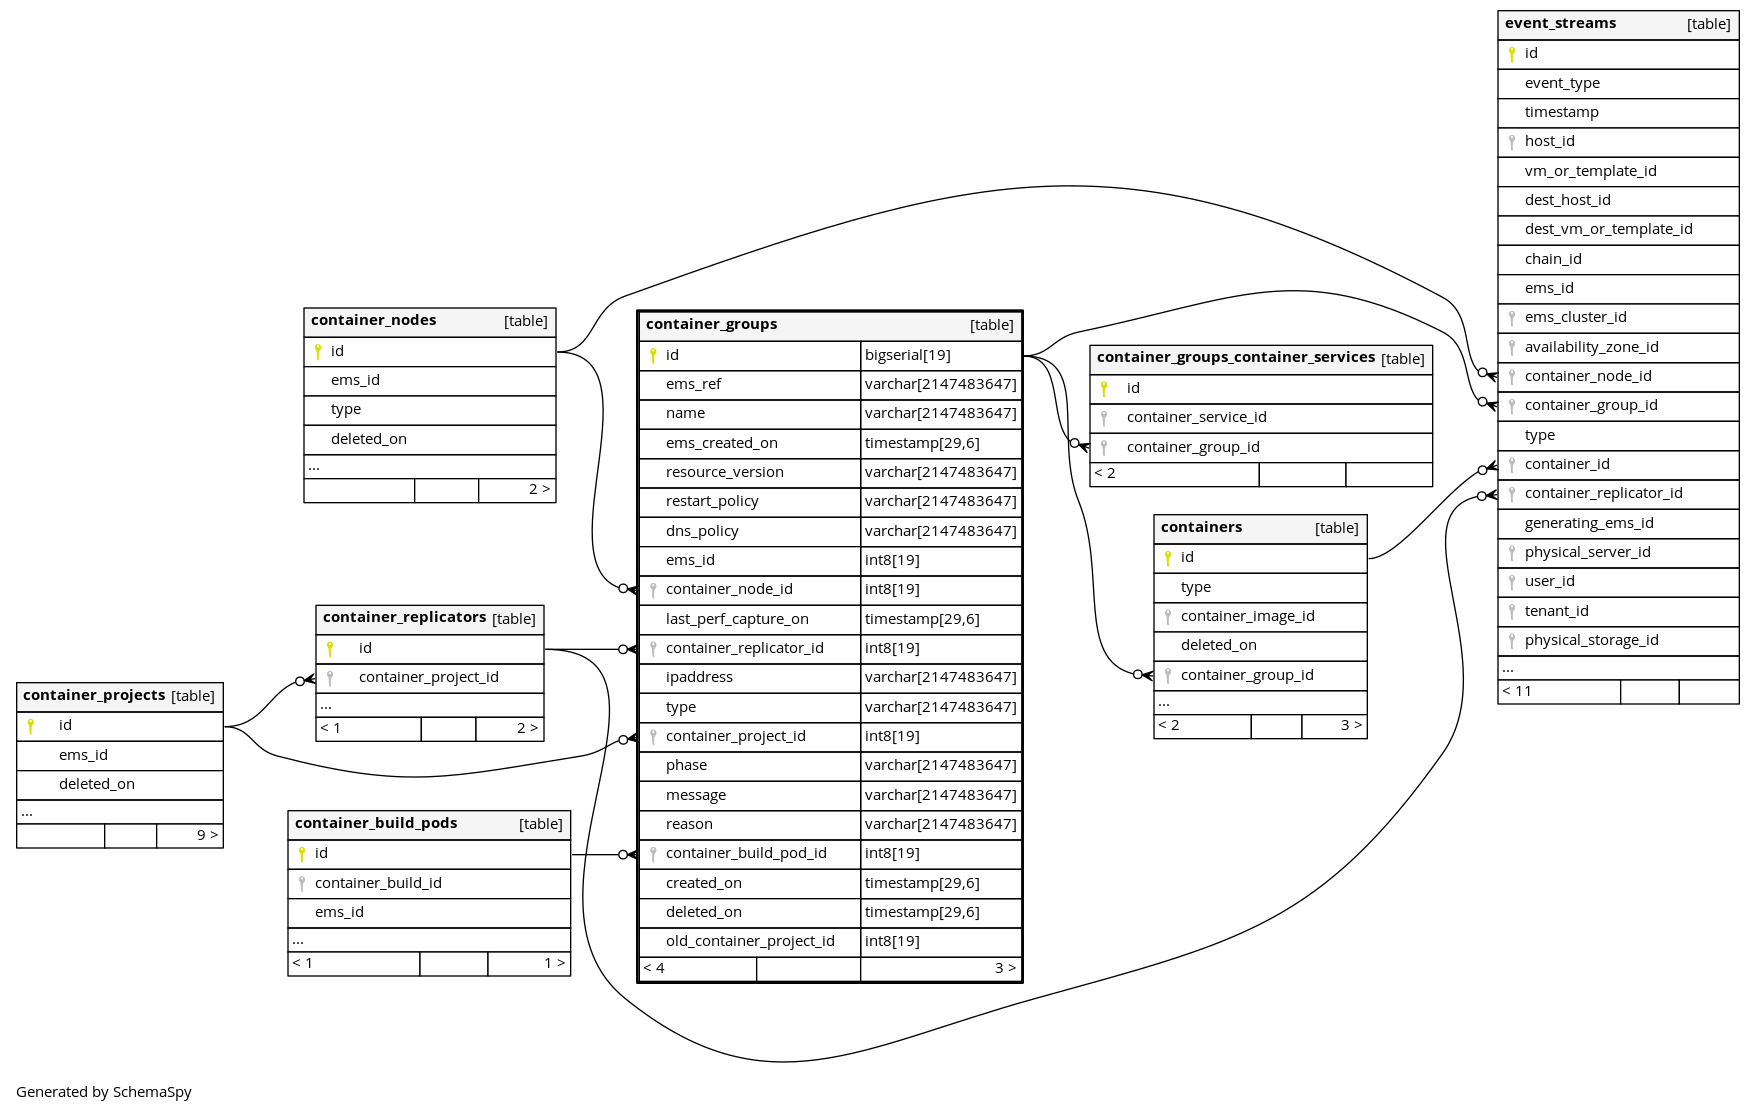 event_streams [table]
id
event_type
timestamp
host_id
vm_or_template_id
dest_host_id
dest_vm_or_template_id
chain_id
ems_id
ems_cluster_id
availability_zone_id
container_node_id
container_group_id
type
container_id
container_replicator_id
generating_ems_id
physical_server_id
user_id
tenant_id
physical_storage_id
...
< 11
container_nodes [table]
id
ems_id
type
deleted_on
...
2 >
container_groups [table]
id bigserial[19]
ems_ref varchar[2147483647]
name varchar[2147483647]
ems_created_on timestamp[29,6]
resource_version varchar[2147483647]
restart_policy varchar[2147483647]
dns_policy varchar[2147483647]
ems_id int8[19]
container_node_id int8[19]
last_perf_capture_on timestamp[29,6]
container_replicator_id int8[19]
ipaddress varchar[2147483647]
type varchar[2147483647]
container_project_id int8[19]
phase varchar[2147483647]
message varchar[2147483647]
reason varchar[2147483647]
container_build_pod_id int8[19]
created_on timestamp[29,6]
deleted_on timestamp[29,6]
old_container_project_id int8[19]
< 4 3 >
container_groups_container_services [table]
id
container_service_id
container_group_id
< 2
containers [table]
id
type
container_image_id
deleted_on
container_group_id
...
< 2 3 >
container_replicators [table]
id
container_project_id
...
< 1 2 >
container_projects [table]
id
ems_id
deleted_on
...
9 >
container_build_pods [table]
id
container_build_id
ems_id
...
< 1 1 >
Generated by SchemaSpy